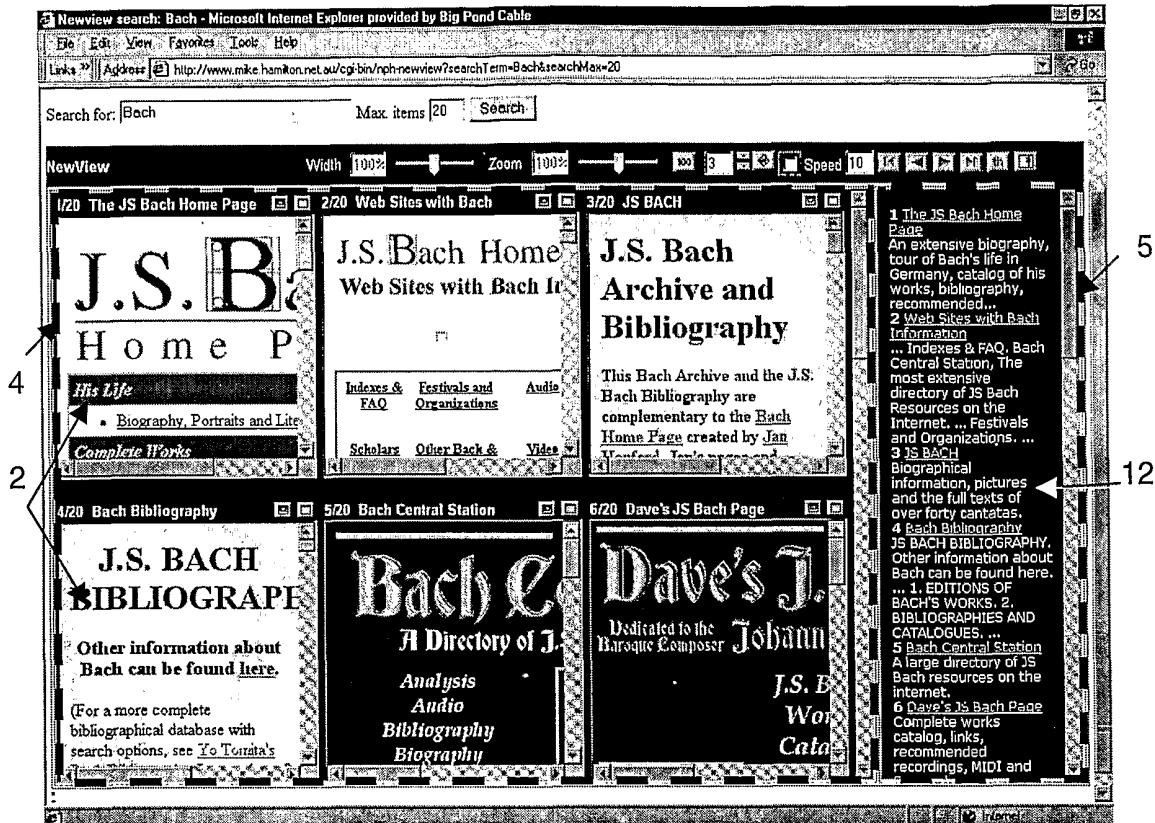 Newview search: Bach - Microsoft Internet Explorer provided by Big Pond Cable
File Edit View Favorites Tools Help
Links » Address http://www.mike.hamilton.net.au/cgi-bin/nph-newview?searchTerm=Bach&searchMax=20 Go
Search for: Bach Max. items 20 Search
NewView Width 100% Zoom 100% 3 Speed 10
1/20 The JS Bach Home Page
J.S. Ba
Home P
His Life
• Biography, Portraits and Lite
Complete Works
2/20 Web Sites with Bach
J.S. Bach Home
Web Sites with Bach In
Indexes & Festivals and Audio
FAQ Organizations
Scholars Other Back & Video
3/20 JS BACH
J.S. Bach
Archive and
Bibliography
This Bach Archive and the J.S.
Bach Bibliography are
complementary to the Bach
Home Page created by Jan
Hanford. Jan's pages and
4/20 Bach Bibliography
J.S. BACH
BIBLIOGRAPH
Other information about
Bach can be found here.
(For a more complete
bibliographical database with
search options, see Yo Tomita's
5/20 Bach Central Station
Bach C
A Directory of J.S
Analysis
Audio
Bibliography
Biography
6/20 Dave's JS Bach Page
Dave's J.
Dedicated to the
Baroque Composer Johann
J.S. B
Wor
Cata
1 The JS Bach Home
Page
An extensive biography,
tour of Bach's life in
Germany, catalog of his
works, bibliography,
recommended...
2 Web Sites with Bach
Information
... Indexes & FAQ. Bach
Central Station, The
most extensive
directory of JS Bach
Resources on the
Internet. ... Festivals
and Organizations. ...
3 JS BACH
Biographical
information, pictures
and the full texts of
over forty cantatas.
4 Bach Bibliography
JS BACH BIBLIOGRAPHY.
Other information about
Bach can be found here.
... 1. EDITIONS OF
BACH'S WORKS. 2.
BIBLIOGRAPHIES AND
CATALOGUES. ...
5 Bach Central Station
A large directory of JS
Bach resources on the
internet.
6 Dave's JS Bach Page
Complete works
catalog, links,
recommended
recordings, MIDI and
Internet
4
2
5
12